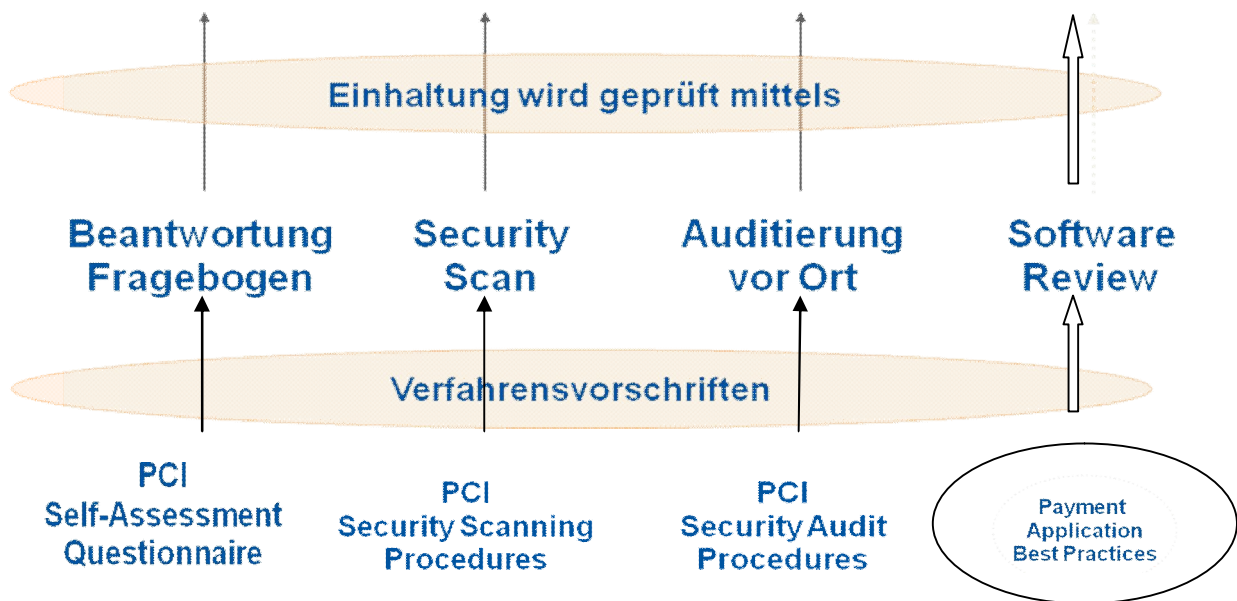 Einhaltung wird geprüft mittels
Beantwortung
Fragebogen
Security
Scan
Auditierung
vor Ort
Software
Review
Verfahrensvorschriften
PCI
Self-Assessment
Questionnaire
PCI
Security Scanning
Procedures
PCI
Security Audit
Procedures
Payment
Application
Best Practices